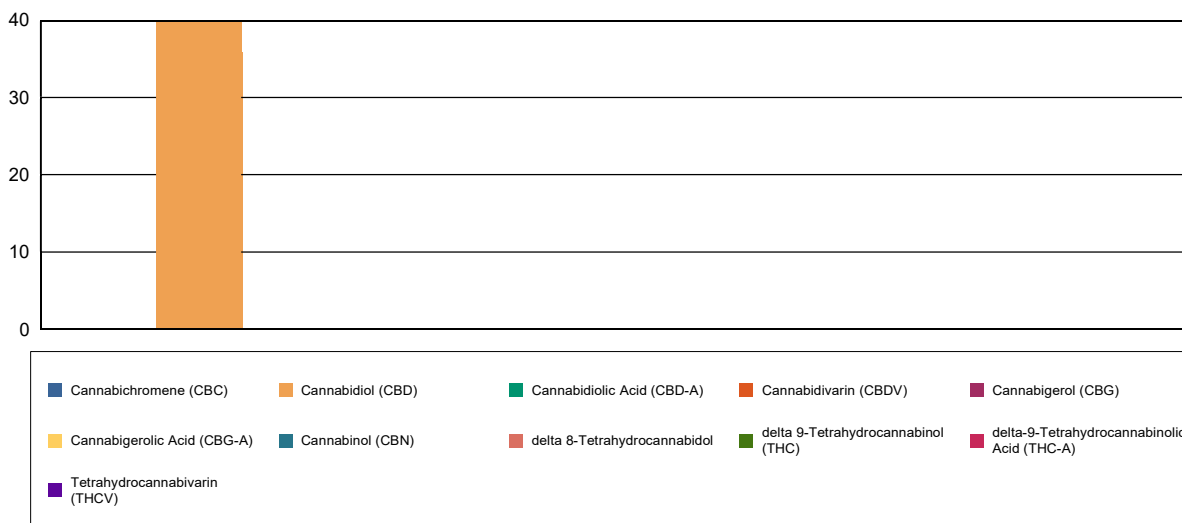 40
30
20
10
0
Cannabichromene (CBC)
Cannabidiol (CBD)
Cannabidiolic Acid (CBD-A)
Cannabidivarin (CBDV)
Cannabigerol (CBG)
Cannabigerolic Acid (CBG-A)
Cannabinol (CBN)
delta 8-Tetrahydrocannabidol
delta 9-Tetrahydrocannabinol
(THC)
delta-9-Tetrahydrocannabinolic
Acid (THC-A)
Tetrahydrocannabivarin
(THCV)